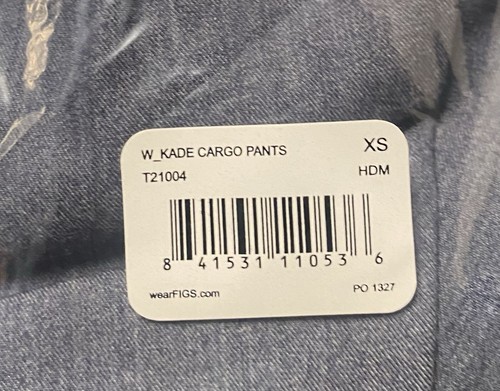 W_KADE CARGO PANTS XS
T21004 HDM
8 41531 11053 6
wearFIGS.com PO 1327